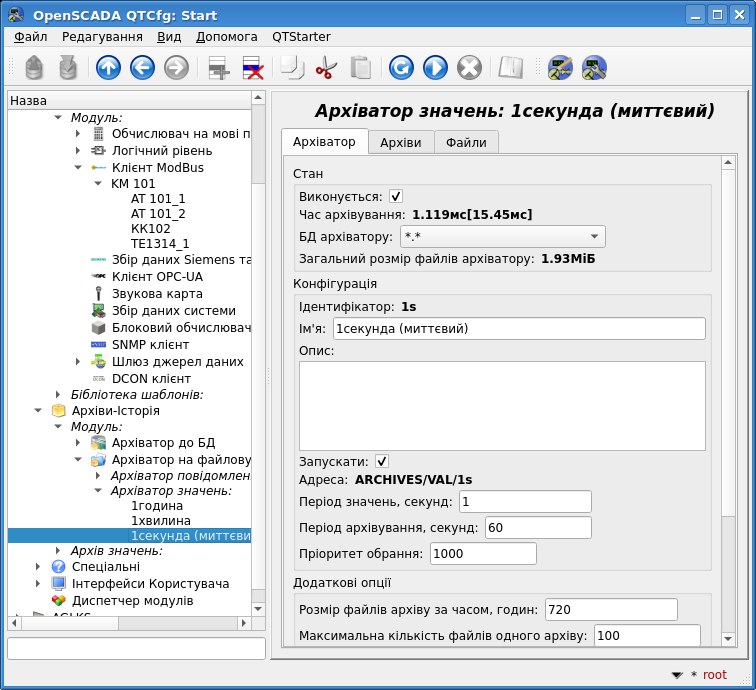 OpenSCADA QTCfg: Start
Файл Редагування Вид Допомога QTStarter
Назва
Модуль:
Обчислювач на мові п
Логічний рівень
Клієнт ModBus
КМ 101
AT 101_1
AT 101_2
КК102
ТЕ1314_1
Збір даних Siemens та
Клієнт OPC-UA
Звукова карта
Збір даних системи
Блоковий обчислювач
SNMP клієнт
Шлюз джерел даних
DCON клієнт
Бібліотека шаблонів:
Архіви-Історія
Модуль:
Архіватор до БД
Архіватор на файлову
Архіватор повідомлен
Архіватор значень:
1година
1хвилина
1секунда (миттєви
Архів значень:
Спеціальні
Інтерфейси Користувача
Диспетчер модулів
Архіватор значень: 1секунда (миттєвий)
Архіватор Архіви Файли
Стан
Виконується:
Час архівування: 1.119мс[15.45мс]
БД архіватору: *.*
Загальний розмір файлів архіватору: 1.93МіБ
Конфігурація
Ідентифікатор: 1s
Ім'я: 1секунда (миттєвий)
Опис:
Запускати:
Адреса: ARCHIVES/VAL/1s
Період значень, секунд: 1
Період архівування, секунд: 60
Пріоритет обрання: 1000
Додаткові опції
Розмір файлів архіву за часом, годин: 720
Максимальна кількість файлів одного архіву: 100
* root